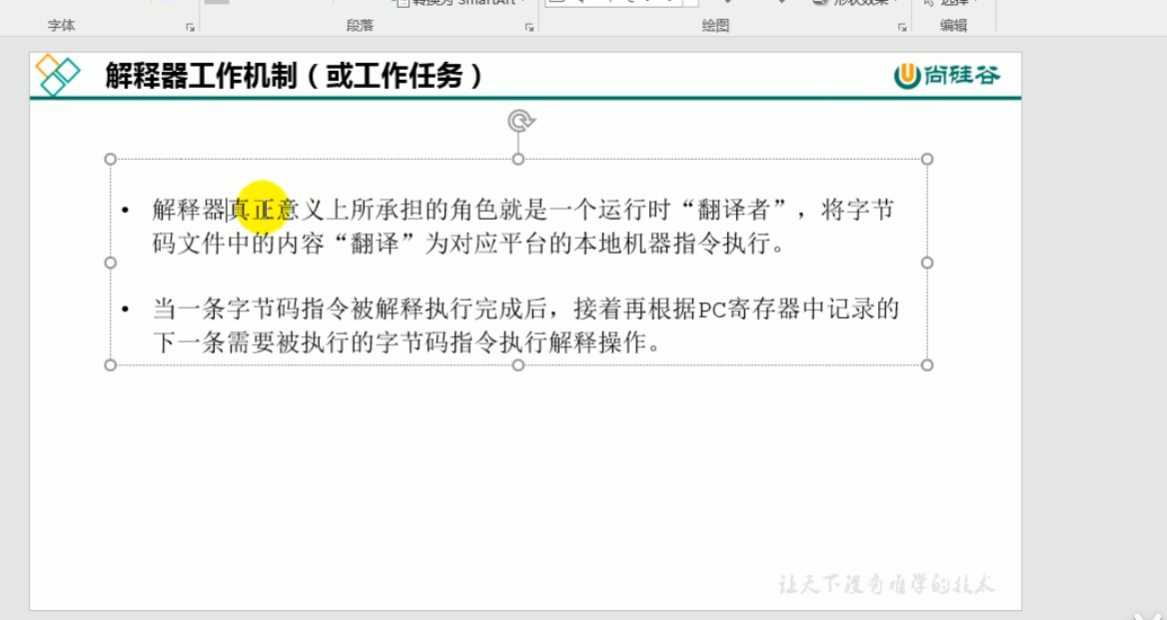 转换为 SmartArt
形状效果
选择
字体
段落
绘图
编辑
解释器工作机制（或工作任务）
尚硅谷
• 解释器真正意义上所承担的角色就是一个运行时“翻译者”，将字节
码文件中的内容“翻译”为对应平台的本地机器指令执行。
• 当一条字节码指令被解释执行完成后，接着再根据PC寄存器中记录的
下一条需要被执行的字节码指令执行解释操作。
让天下没有难学的技术